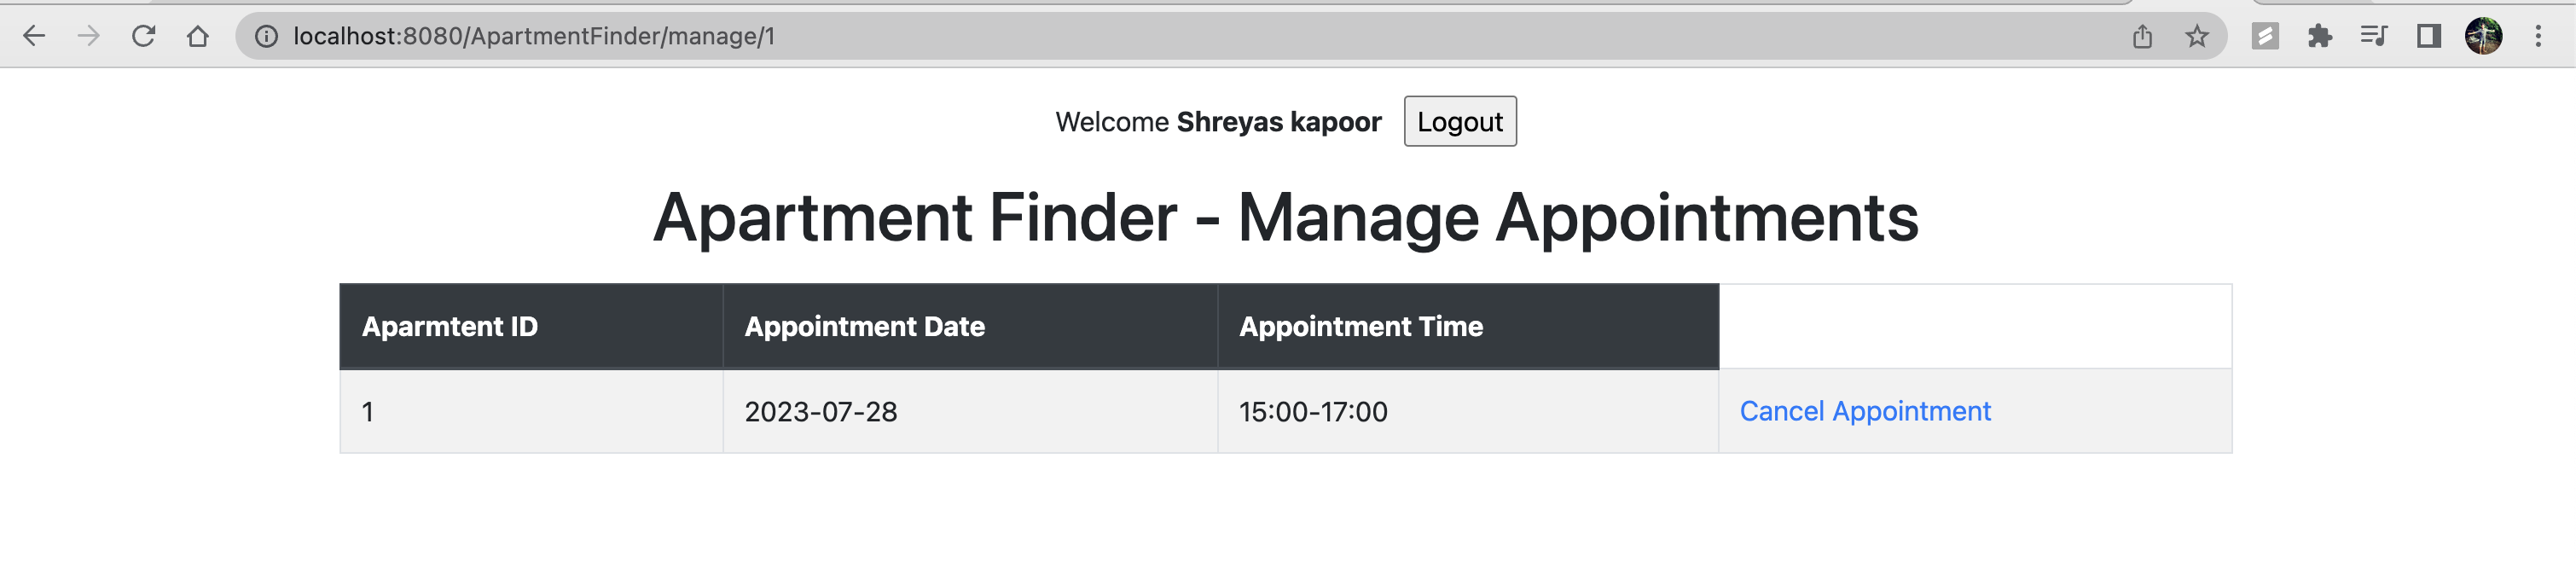 localhost:8080/ApartmentFinder/manage/1
Welcome Shreyas kapoor Logout
Apartment Finder - Manage Appointments
Aparmtent ID Appointment Date Appointment Time
1 2023-07-28 15:00-17:00 Cancel Appointment